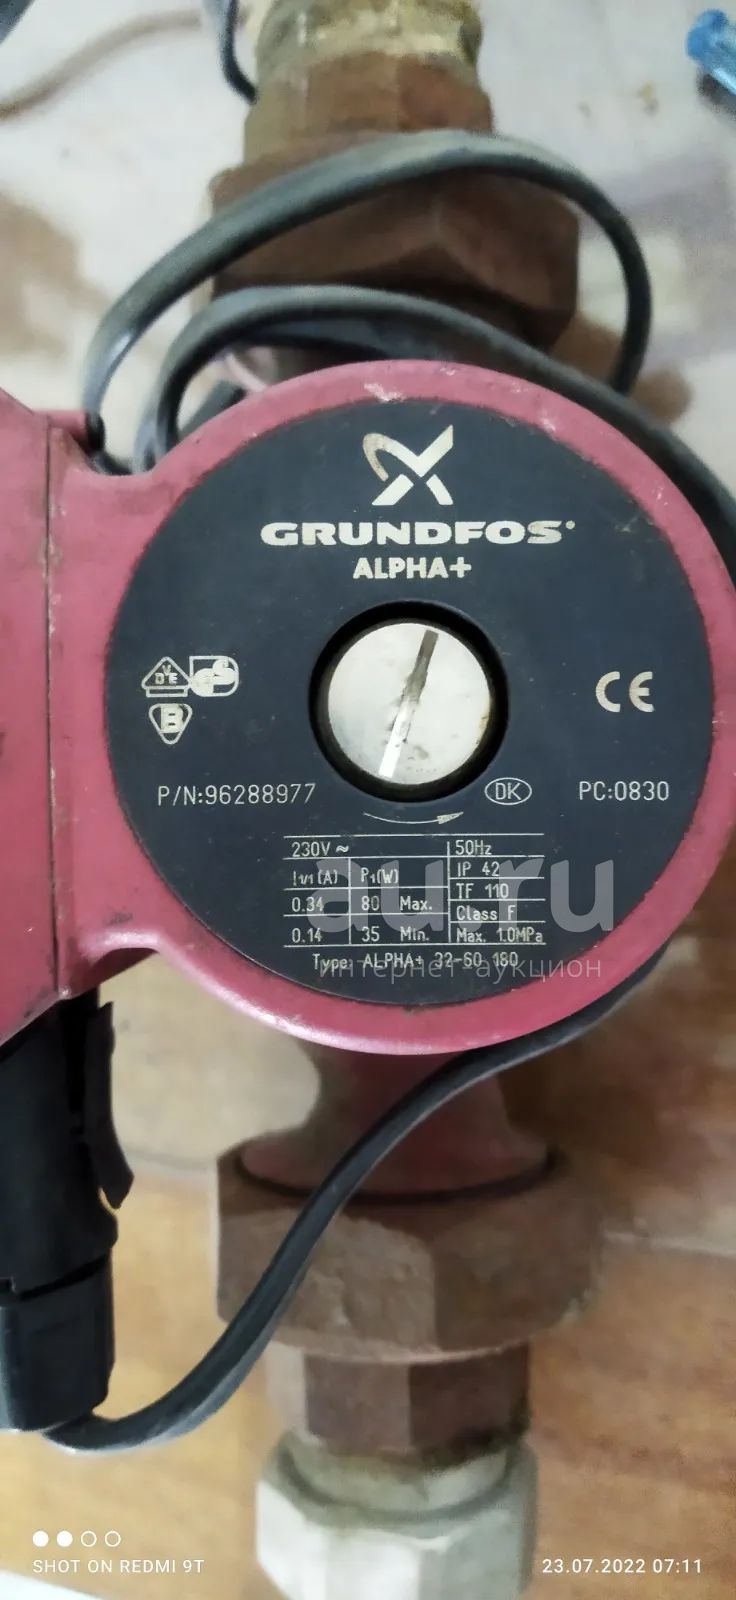 GRUNDFOS
ALPHA+
VDE GS
B
CE
P/N:96288977
DK
PC:0830
230V ~ 50Hz
I1/1 (A) P1(W) IP 42
0.34 80 Max. TF 110
Class F
0.14 35 Min. Max. 1.0MPa
Type: ALPHA+ 32-60 180
au.ru
интернет-аукцион
SHOT ON REDMI 9T
23.07.2022 07:11